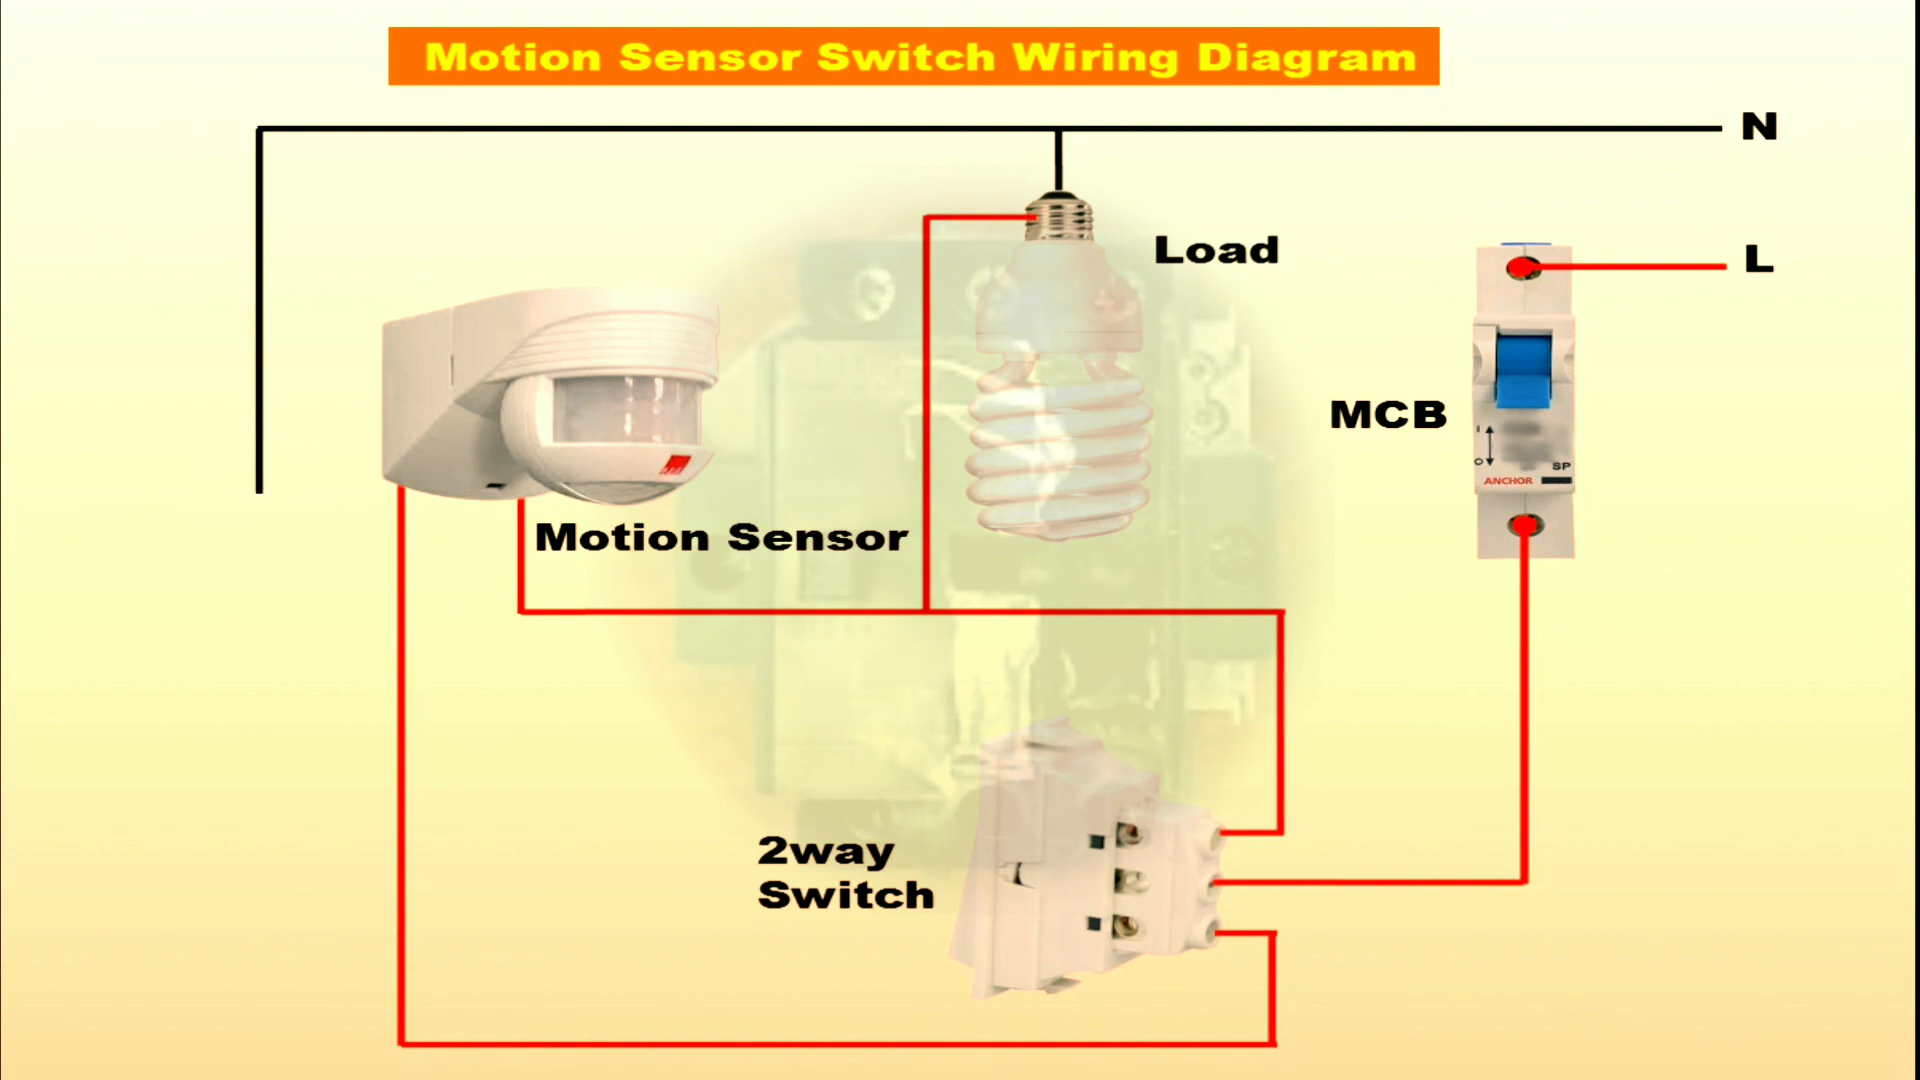 Motion Sensor Switch Wiring Diagram
N
Load
L
MCB
I
O
SP
ANCHOR
Motion Sensor
2way
Switch